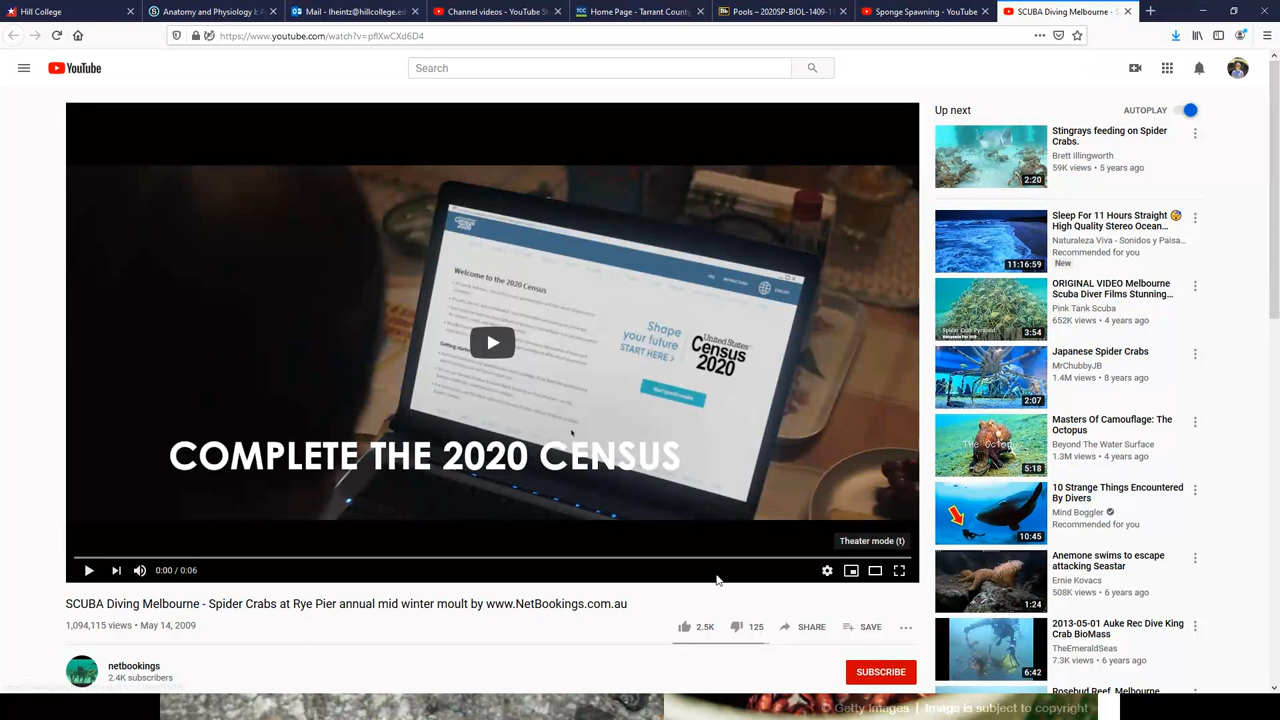 Hill College
Anatomy and Physiology I
Mail - lheintz@hillcollege.ed
Channel videos - YouTube S
Home Page - Tarrant County
Pools – 2020SP-BIOL-1409-1
Sponge Spawning - YouTube
SCUBA Diving Melbourne - S
https://www.youtube.com/watch?v=pflXwCXd6D4
YouTube
Search
Up next
AUTOPLAY
Census 2020
Welcome to the 2020 Census
Shape your future START HERE >
United States® Census 2020
Start Questionnaire
COMPLETE THE 2020 CENSUS
Theater mode (t)
0:00 / 0:06
SCUBA Diving Melbourne - Spider Crabs at Rye Pier annual mid winter moult by www.NetBookings.com.au
1,094,115 views • May 14, 2009
2.5K
125
SHARE
SAVE
netbookings
2.4K subscribers
SUBSCRIBE
Stingrays feeding on Spider Crabs.
Brett Illingworth
59K views • 5 years ago
2:20
Sleep For 11 Hours Straight 😴
High Quality Stereo Ocean...
Naturaleza Viva - Sonidos y Paisa...
Recommended for you
New
11:16:59
ORIGINAL VIDEO Melbourne
Scuba Diver Films Stunning...
Pink Tank Scuba
652K views • 4 years ago
3:54
Japanese Spider Crabs
MrChubbyJB
1.4M views • 8 years ago
2:07
Masters Of Camouflage: The
Octopus
Beyond The Water Surface
1.3M views • 4 years ago
The Octopus
5:18
10 Strange Things Encountered
By Divers
Mind Boggler
Recommended for you
10:45
Anemone swims to escape
attacking Seastar
Ernie Kovacs
508K views • 6 years ago
1:24
2013-05-01 Auke Rec Dive King
Crab BioMass
TheEmeraldSeas
7.3K views • 6 years ago
6:42
Rosebud Reef, Melbourne
© Getty Images | Image is subject to copyright